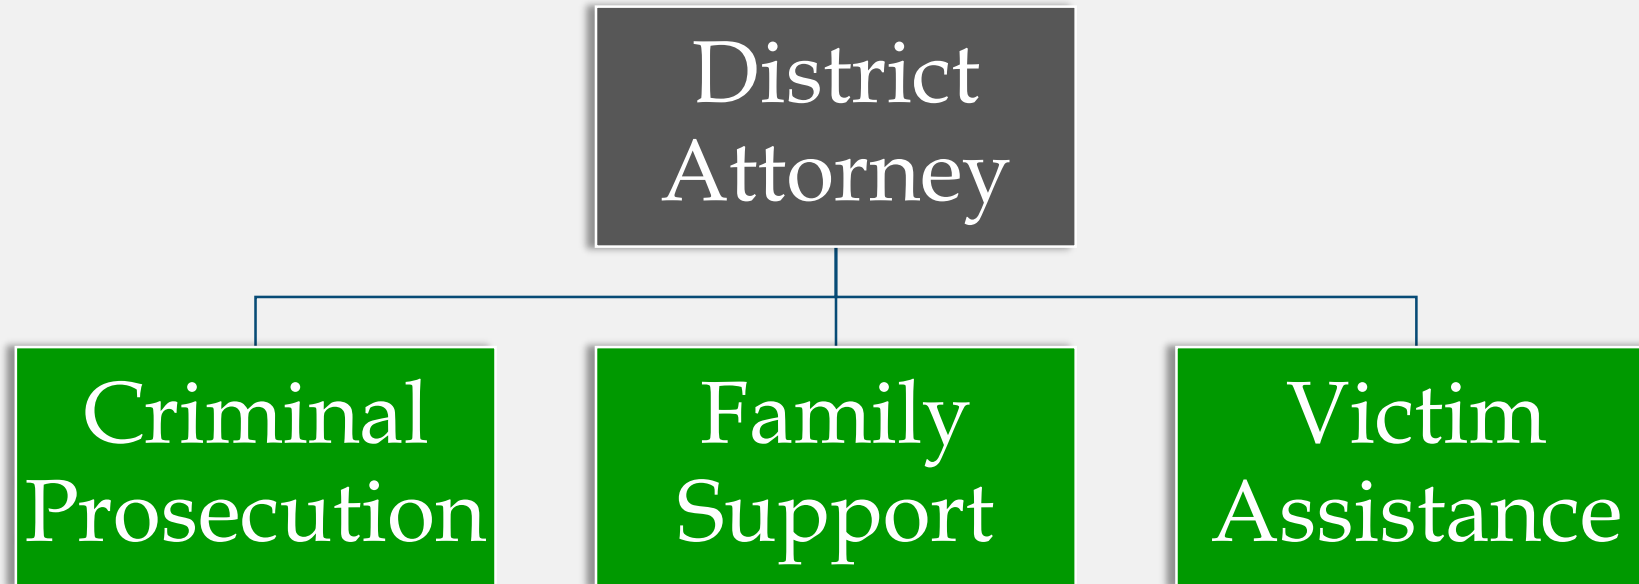 District
Attorney
Criminal
Prosecution
Family
Support
Victim
Assistance